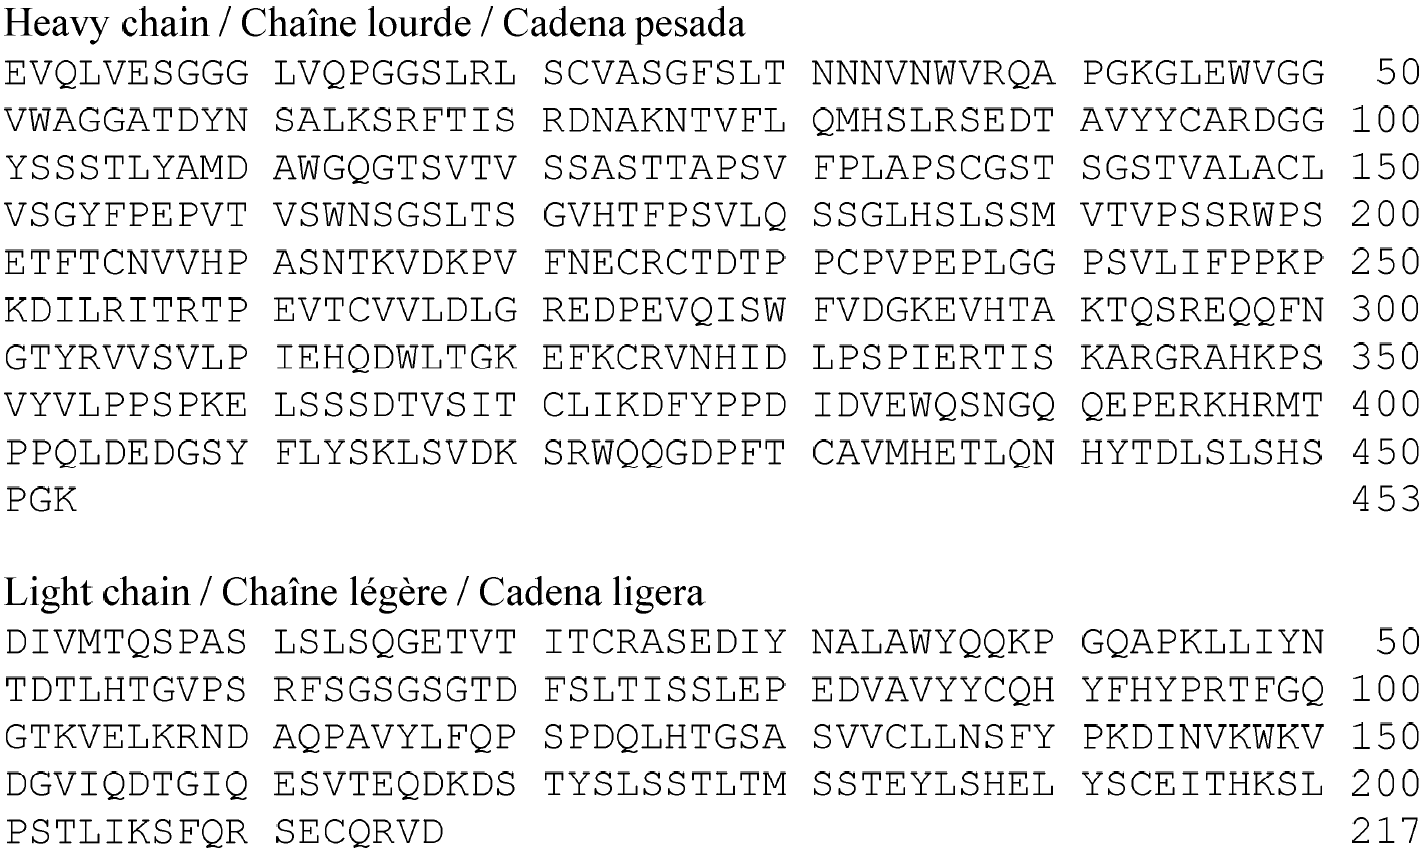 Heavy chain / Chaîne lourde / Cadena pesada
EVQLVESGGG LVQPGGSLRL SCVASGFSLT NNNVNWVRQA PGKGLEWVGG 50
VWAGGATDYN SALKSRFTIS RDNAKNTVFL QMHSLRSEDT AVYYCARDGG 100
YSSSTLYAMD AWGQGTSVTV SSASTTAPSV FPLAPSCGST SGSTVALACL 150
VSGYFPEPVT VSWNSGSLTS GVHTFPSVLQ SSGLHSLSSM VTVPSSRWPS 200
ETFTCNVVHP ASNTKVDKPV FNECRCTDTP PCPVPEPLGG PSVLIFPPKP 250
KDILRITRTP EVTCVVLDLG REDPEVQISW FVDGKEVHTA KTQSREQQFN 300
GTYRVVSVLP IEHQDWLTGK EFKCRVNHID LPSPIERTIS KARGRAHKPS 350
VYVLPPSPKE LSSSDTVSIT CLIKDFYPPD IDVEWQSNGQ QEPERKHRMT 400
PPQLDEDGSY FLYSKLSVDK SRWQQGDPFT CAVMHETLQN HYTDLSLSHS 450
PGK 453
Light chain / Chaîne légère / Cadena ligera
DIVMTQSPAS LSLSQGETVT ITCRASEDIY NALAWYQQKP GQAPKLLIYN 50
TDTLHTGVPS RFSGSGSGTD FSLTISSLEP EDVAVYYCQH YFHYPRTFGQ 100
GTKVELKRND AQPAVYLFQP SPDQLHTGSA SVVCLLNSFY PKDINVKWKV 150
DGVIQDTGIQ ESVTEQDKDS TYSLSSTLTM SSTEYLSHEL YSCEITHKSL 200
PSTLIKSFQR SECQRVD 217